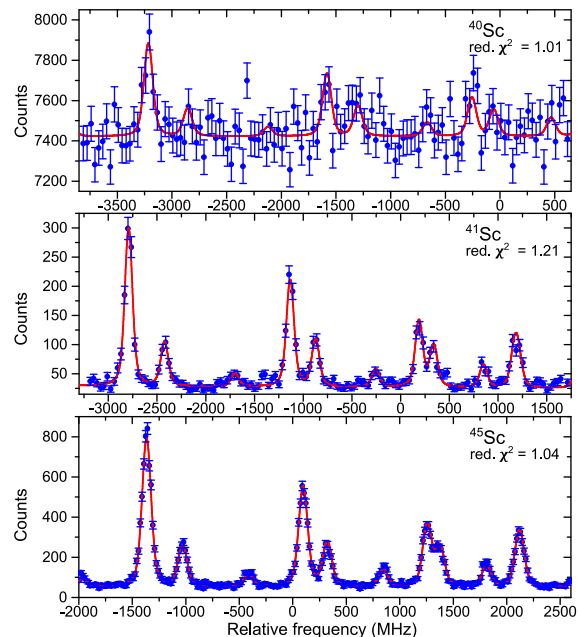 8000
7800
7600
7400
7200
Counts
⁴⁰Sc
red. χ² = 1.01
-3500 -3000 -2500 -2000 -1500 -1000 -500 0 500
300
250
200
150
100
50
Counts
⁴¹Sc
red. χ² = 1.21
-3000 -2500 -2000 -1500 -1000 -500 0 500 1000 1500
800
600
400
200
0
Counts
⁴⁵Sc
red. χ² = 1.04
-2000 -1500 -1000 -500 0 500 1000 1500 2000 2500
Relative frequency (MHz)